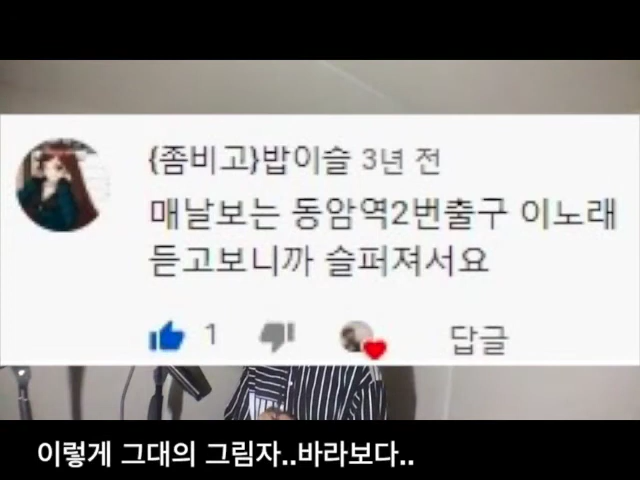 {좀비고}밥이슬 3년 전
매날보는 동암역2번출구 이노래
듣고보니까 슬퍼져서요
1
답글
이렇게 그대의 그림자..바라보다..